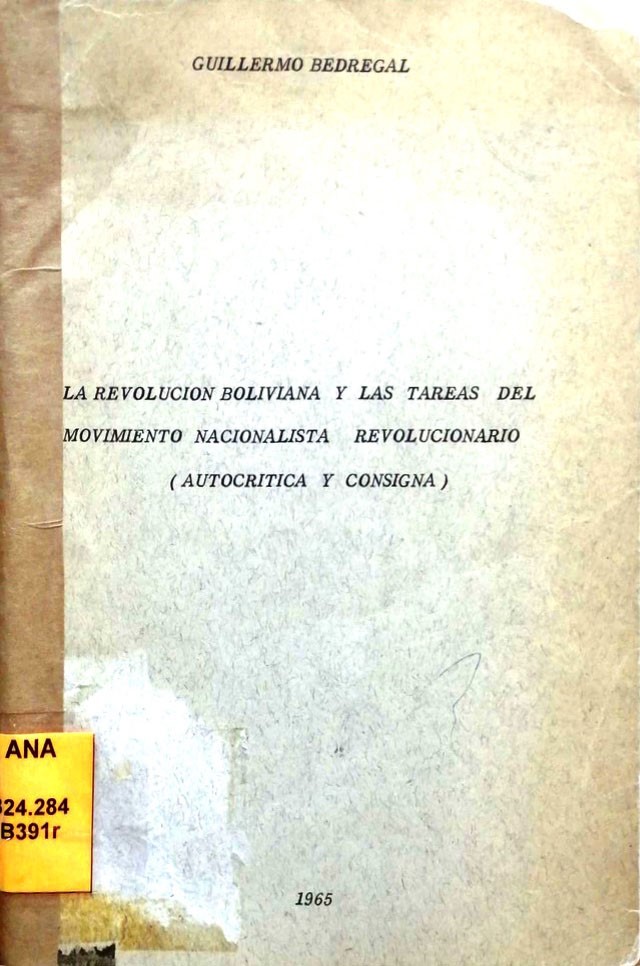 GUILLERMO BEDREGAL
LA REVOLUCION BOLIVIANA Y LAS TAREAS DEL
MOVIMIENTO NACIONALISTA REVOLUCIONARIO
( AUTOCRITICA Y CONSIGNA )
ANA
24.284
B391r
1965